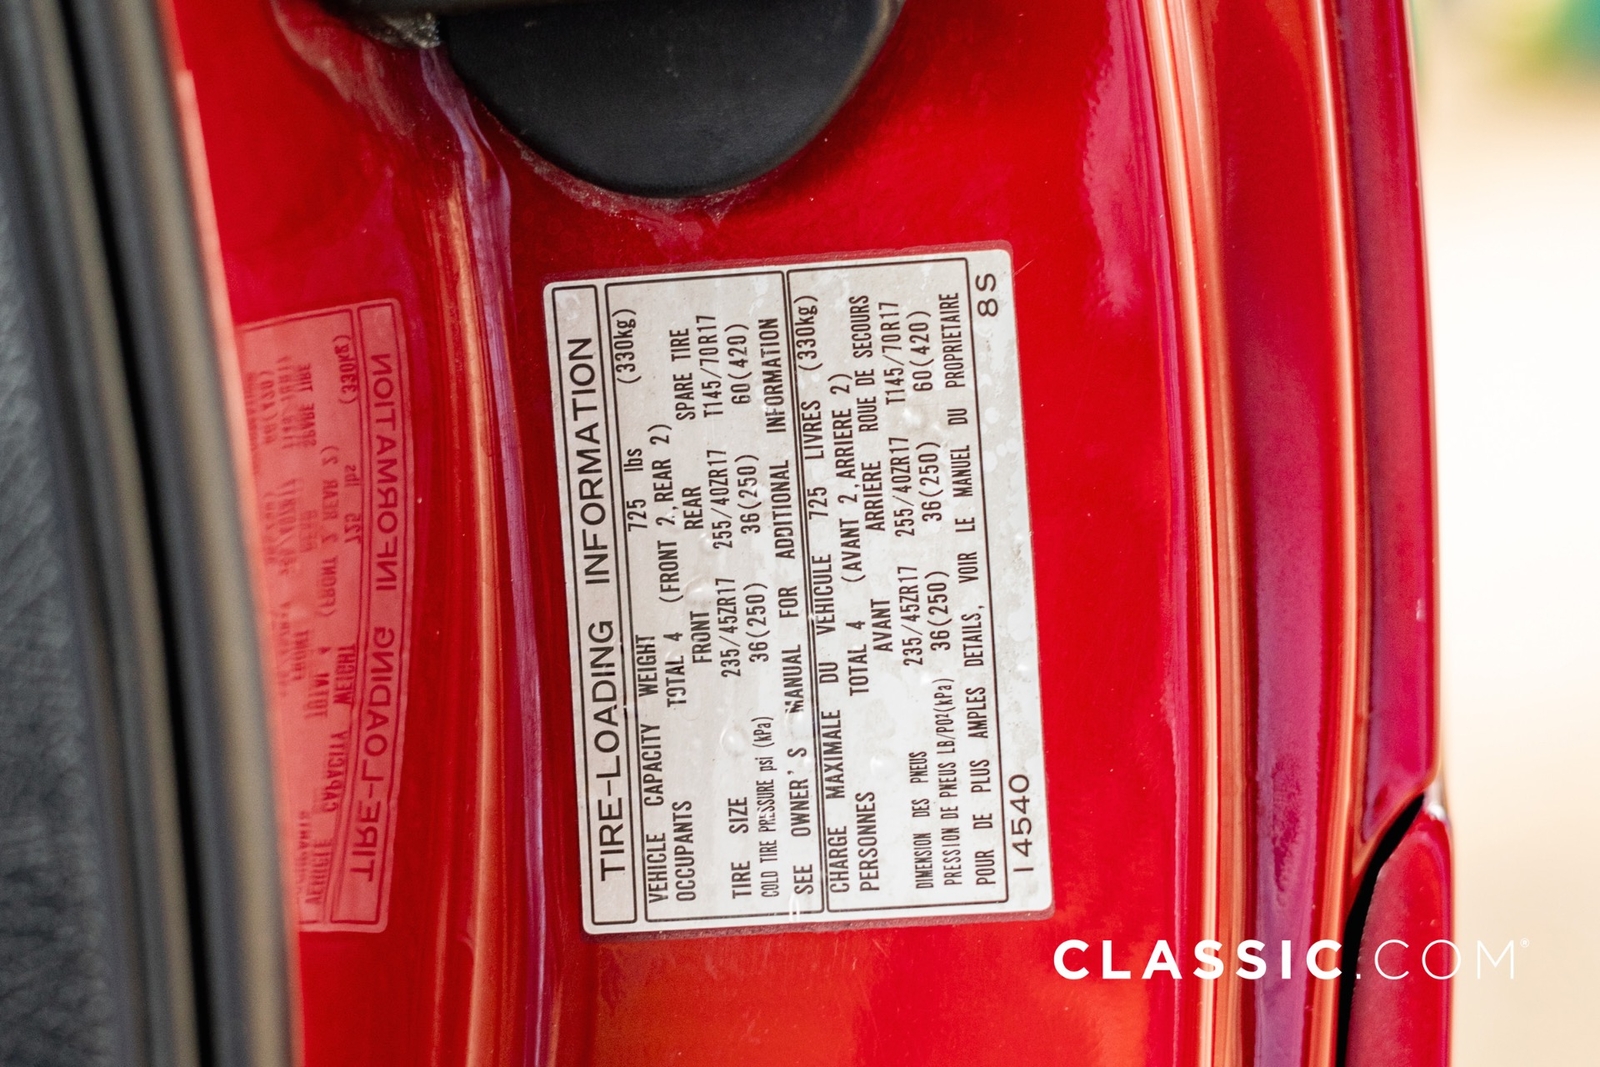 TIRE-LOADING INFORMATION
VEHICLE CAPACITY WEIGHT 725 lbs (330kg)
OCCUPANTS TOTAL 4 (FRONT 2,REAR 2)
FRONT REAR SPARE TIRE
TIRE SIZE 235/45ZR17 255/40ZR17 T145/70R17
COLD TIRE PRESSURE psi (kPa) 36(250) 36(250) 60(420)
SEE OWNER'S MANUAL FOR ADDITIONAL INFORMATION
CHARGE MAXIMALE DU VEHICULE 725 LIVRES (330kg)
PERSONNES TOTAL 4 (AVANT 2,ARRIERE 2)
AVANT ARRIERE ROUE DE SECOURS
DIMENSION DES PNEUS 235/45ZR17 255/40ZR17 T145/70R17
PRESSION DE PNEUS LB/PO²(kPa) 36(250) 36(250) 60(420)
POUR DE PLUS AMPLES DETAILS, VOIR LE MANUEL DU PROPRIETAIRE
14540 8S
CLASSIC.COM